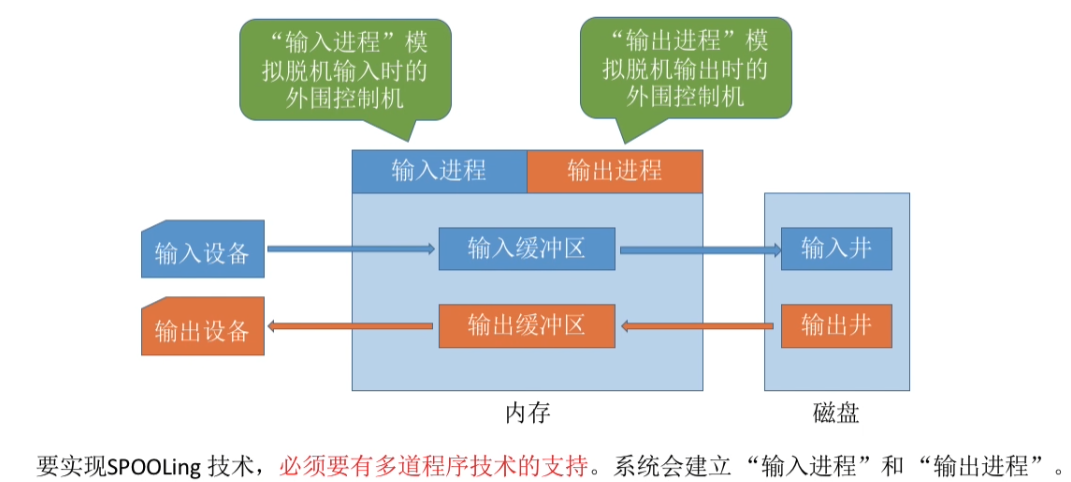 “输入进程”模
拟脱机输入时的
外围控制机
“输出进程”模
拟脱机输出时的
外围控制机
输入进程
输出进程
输入设备
输入缓冲区
输入井
输出设备
输出缓冲区
输出井
内存
磁盘
要实现SPOOLing 技术，必须要有多道程序技术的支持。系统会建立 “输入进程”和 “输出进程”。